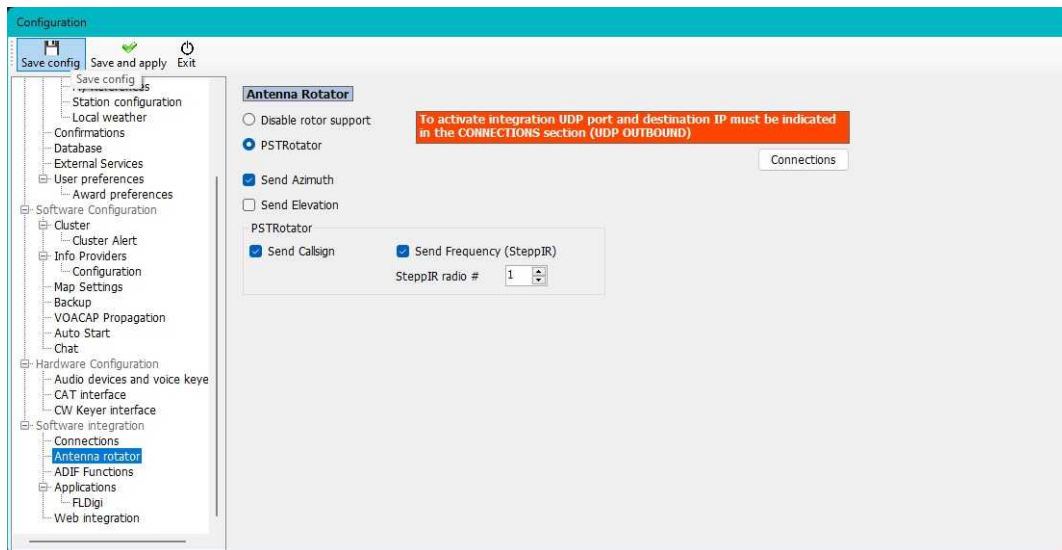 Configuration
Save config Save and apply Exit
Save config
Station configuration
Local weather
Confirmations
Database
External Services
User preferences
Award preferences
Software Configuration
Cluster
Cluster Alert
Info Providers
Configuration
Map Settings
Backup
VOACAP Propagation
Auto Start
Chat
Hardware Configuration
Audio devices and voice keye
CAT interface
CW Keyer interface
Software integration
Connections
Antenna rotator
ADIF Functions
Applications
FLDigi
Web integration
Antenna Rotator
Disable rotor support
PSTRotator
To activate integration UDP port and destination IP must be indicated
in the CONNECTIONS section (UDP OUTBOUND)
Connections
Send Azimuth
Send Elevation
PSTRotator
Send Callsign
Send Frequency (SteppIR)
SteppIR radio # 1